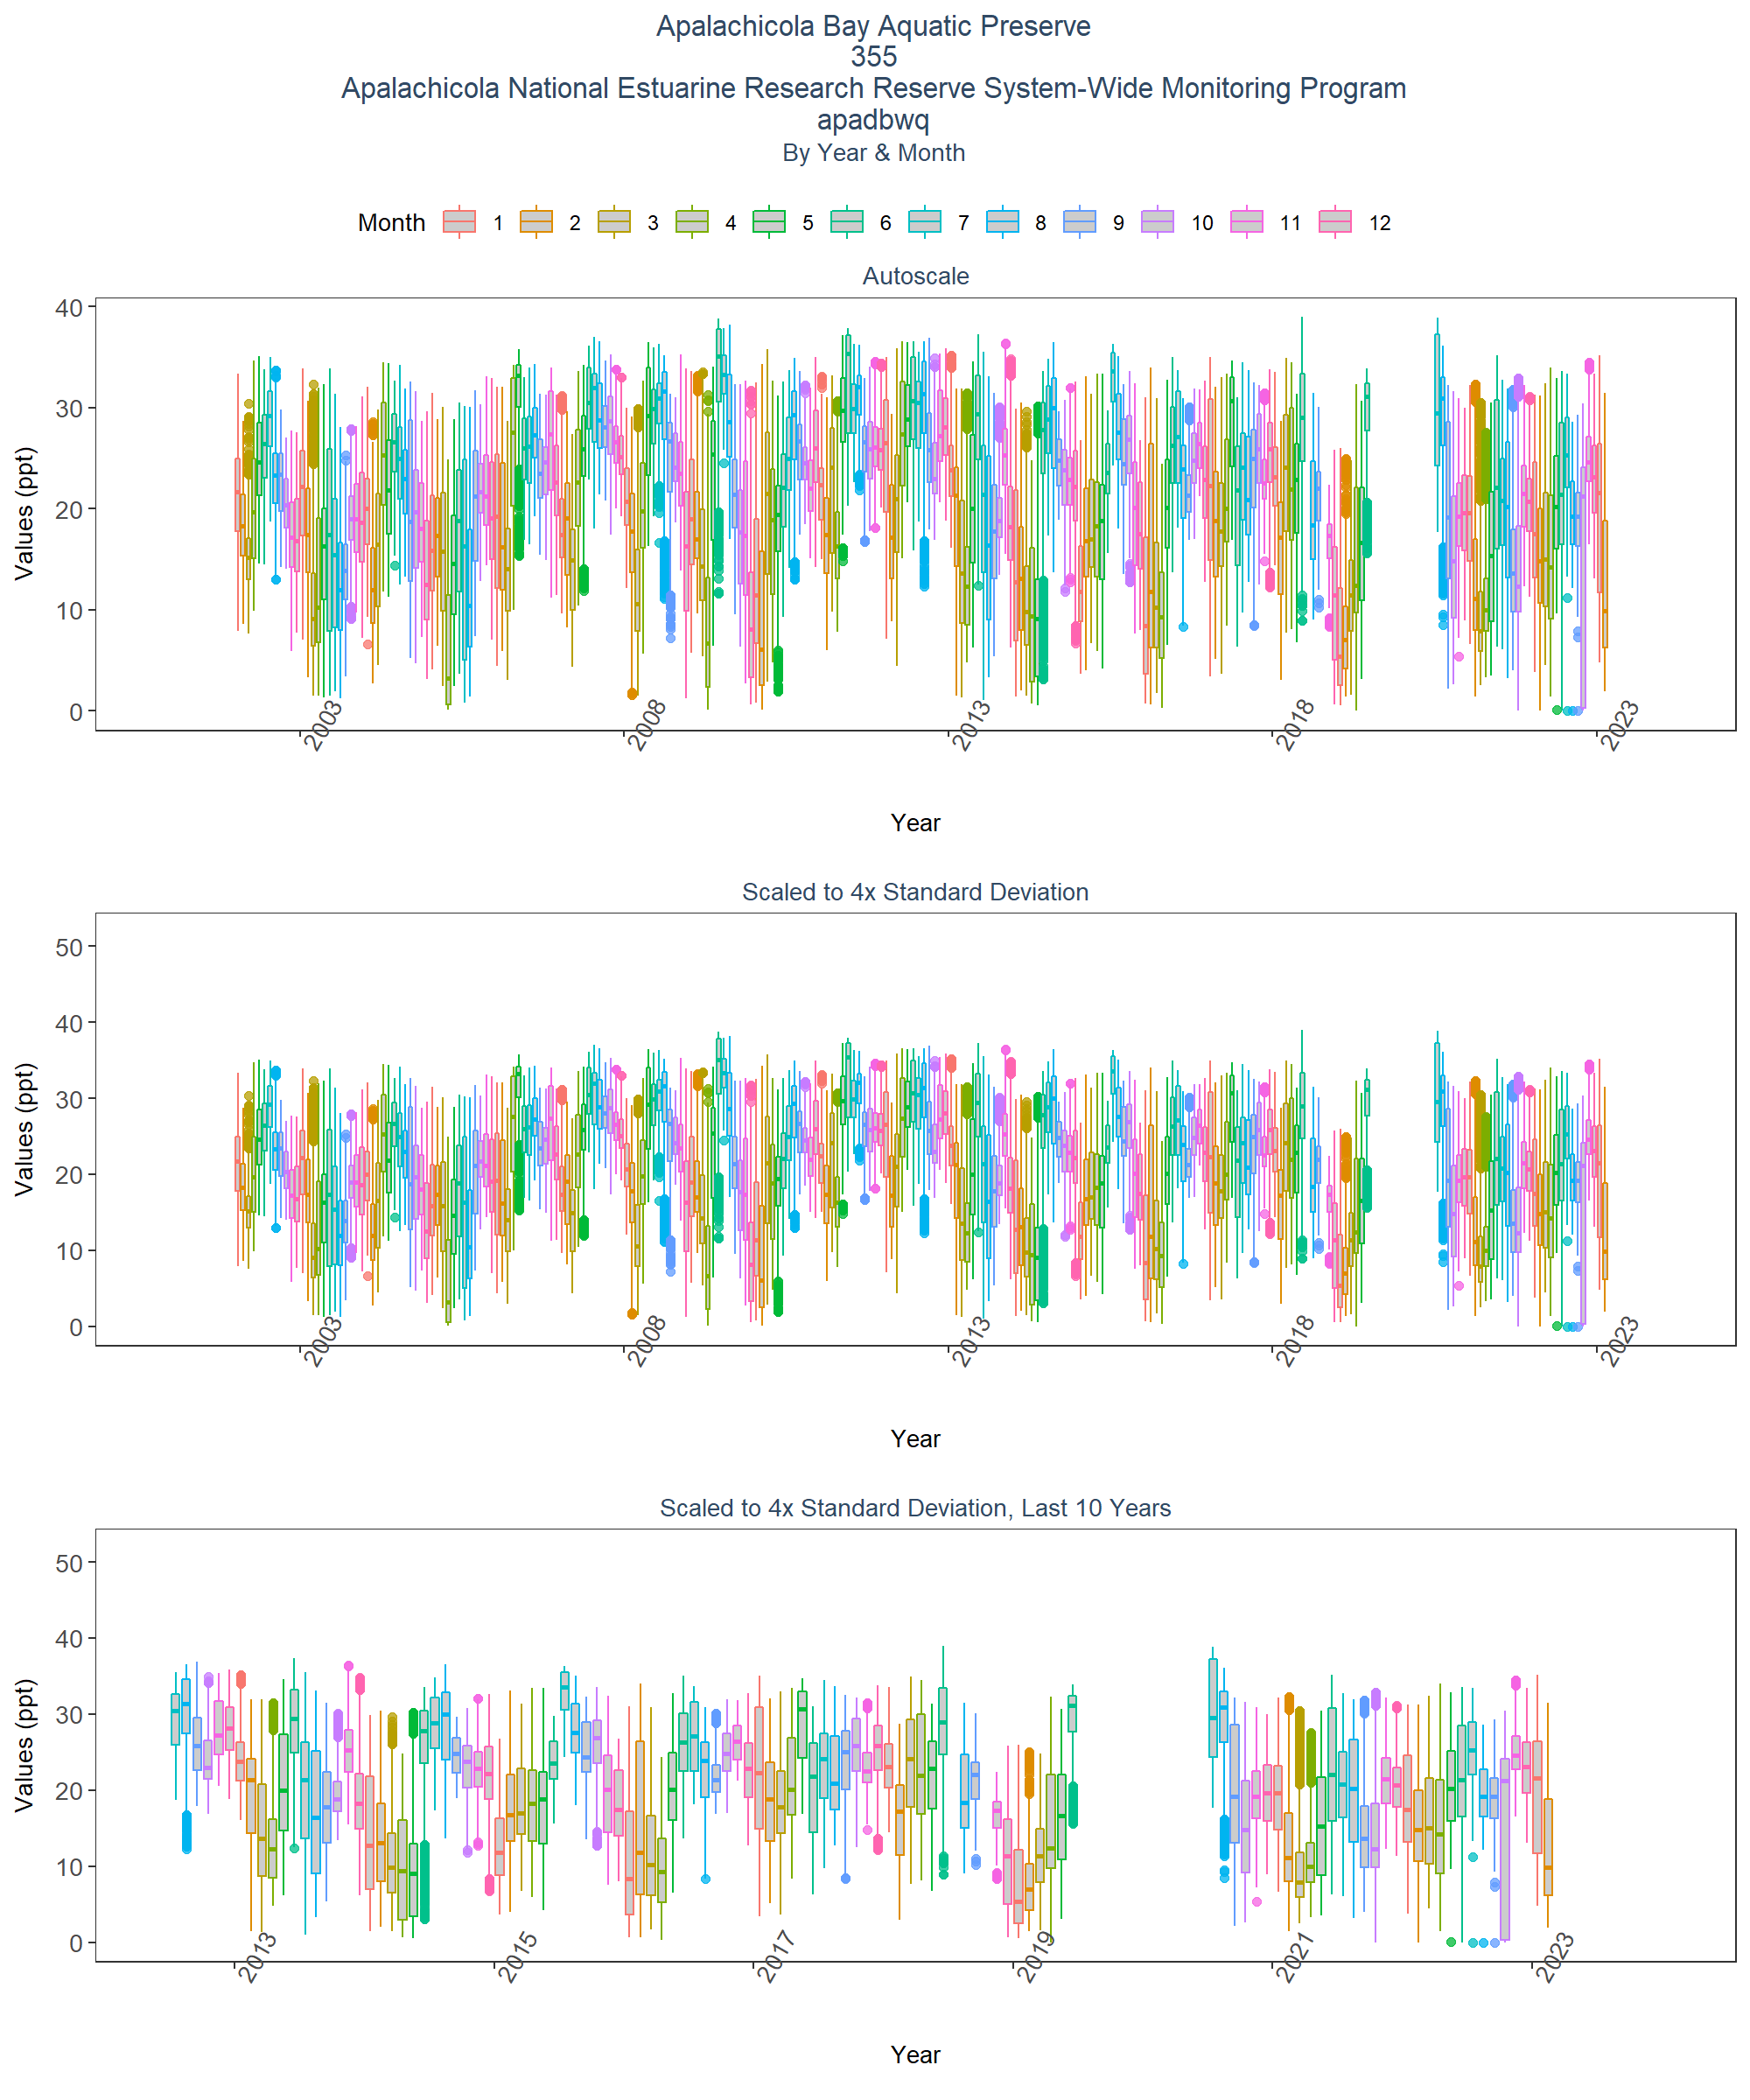 Apalachicola Bay Aquatic Preserve
355
Apalachicola National Estuarine Research Reserve System-Wide Monitoring Program
apadbwq
By Year & Month
Month 1 2 3 4 5 6 7 8 9 10 11 12
Autoscale
Values (ppt)
40
30
20
10
0
2003 2008 2013 2018 2023
Year
Scaled to 4x Standard Deviation
Values (ppt)
50
40
30
20
10
0
2003 2008 2013 2018 2023
Year
Scaled to 4x Standard Deviation, Last 10 Years
Values (ppt)
50
40
30
20
10
0
2013 2015 2017 2019 2021 2023
Year